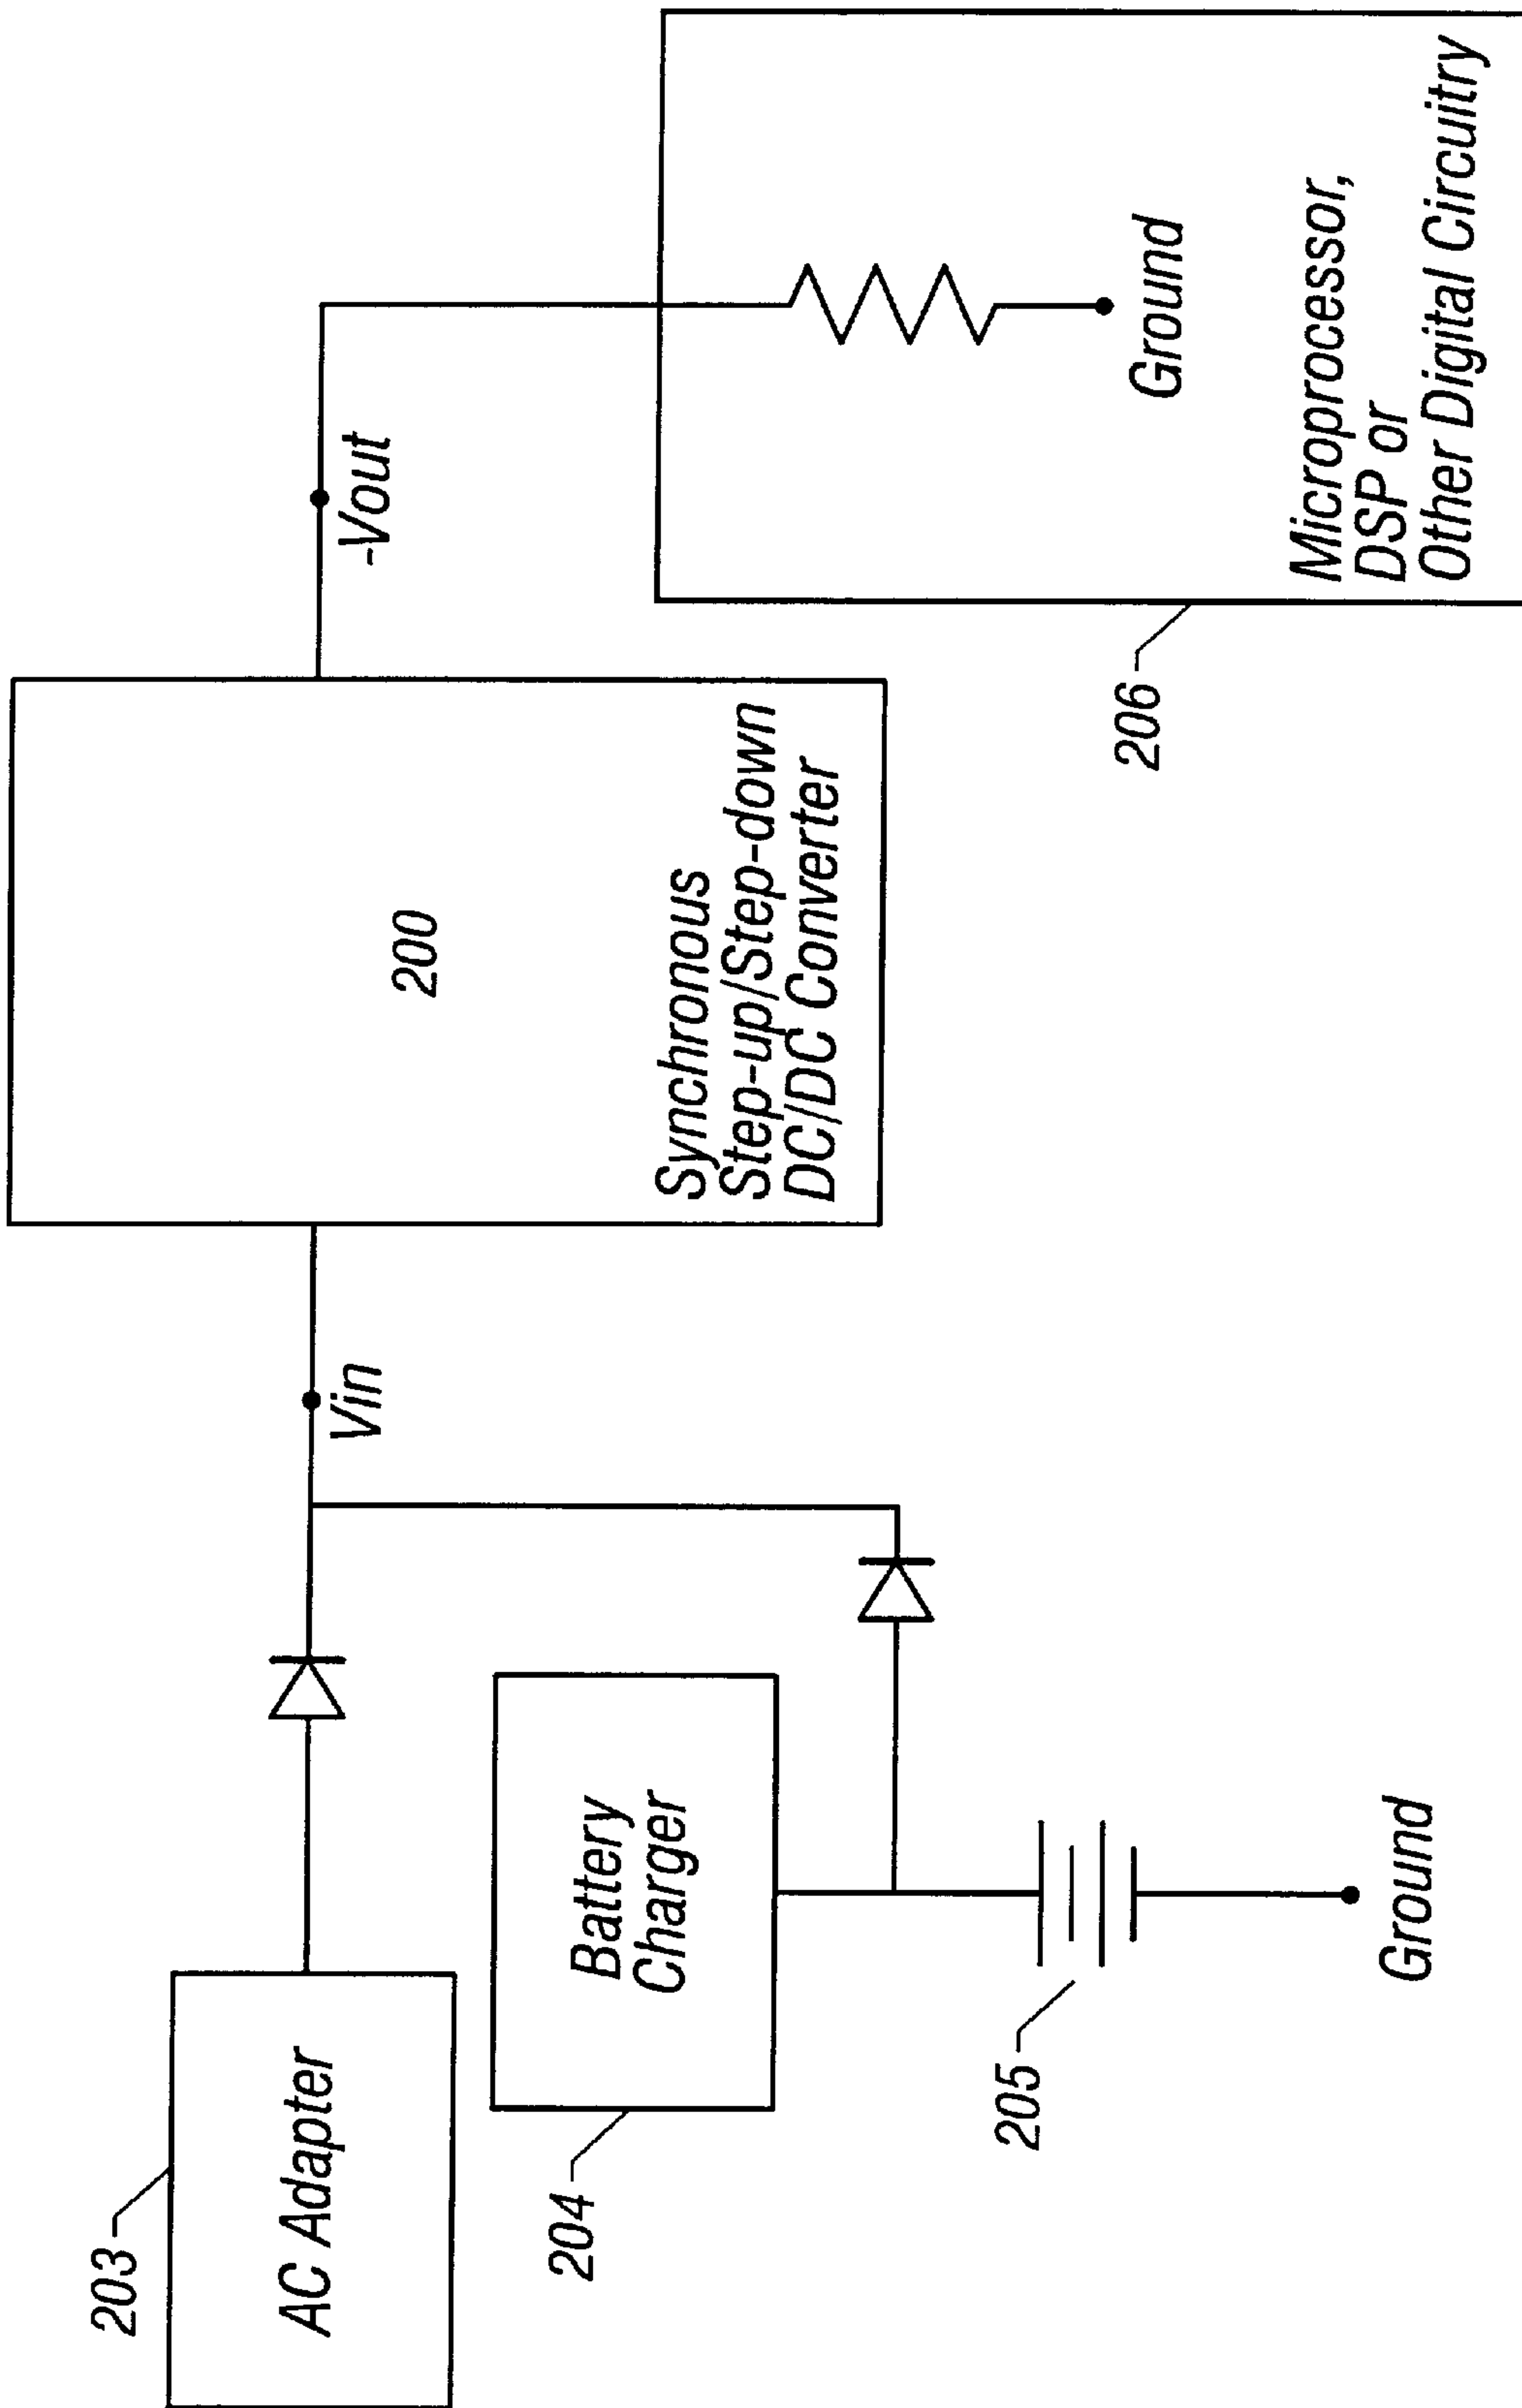 203
AC Adapter
204
Battery
Charger
205
Ground
Vin
200
Synchronous
Step-up/Step-down
DC/DC Converter
-Vout
206
Ground
Microprocessor,
DSP or
Other Digital Circuitry